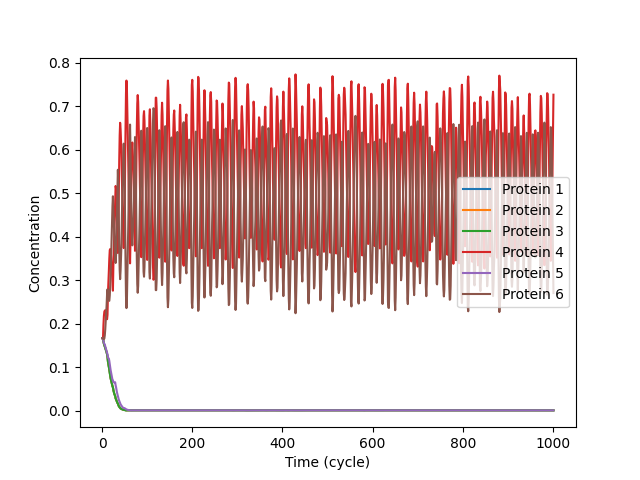 0.8
0.7
0.6
0.5
0.4
0.3
0.2
0.1
0.0
Concentration
Protein 1
Protein 2
Protein 3
Protein 4
Protein 5
Protein 6
0 200 400 600 800 1000
Time (cycle)